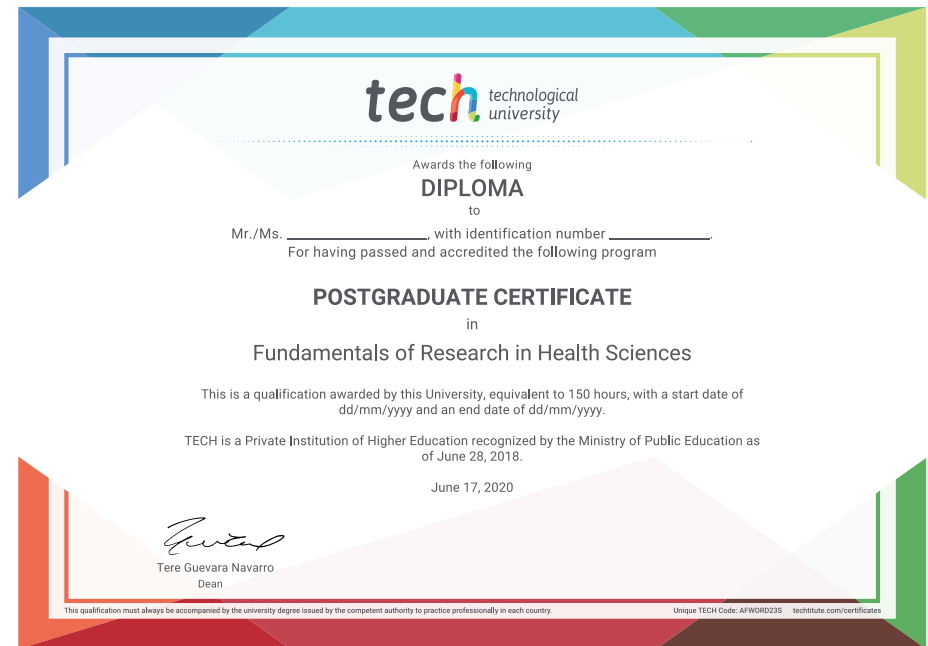 tech technological
university
Awards the following
DIPLOMA
to
Mr./Ms. ____________________, with identification number ______________.
For having passed and accredited the following program
POSTGRADUATE CERTIFICATE
in
Fundamentals of Research in Health Sciences
This is a qualification awarded by this University, equivalent to 150 hours, with a start date of
dd/mm/yyyy and an end date of dd/mm/yyyy.
TECH is a Private Institution of Higher Education recognized by the Ministry of Public Education as
of June 28, 2018.
June 17, 2020
Tere Guevara Navarro
Dean
This qualification must always be accompanied by the university degree issued by the competent authority to practice professionally in each country. Unique TECH Code: AFWORD23S techtitute.com/certificates